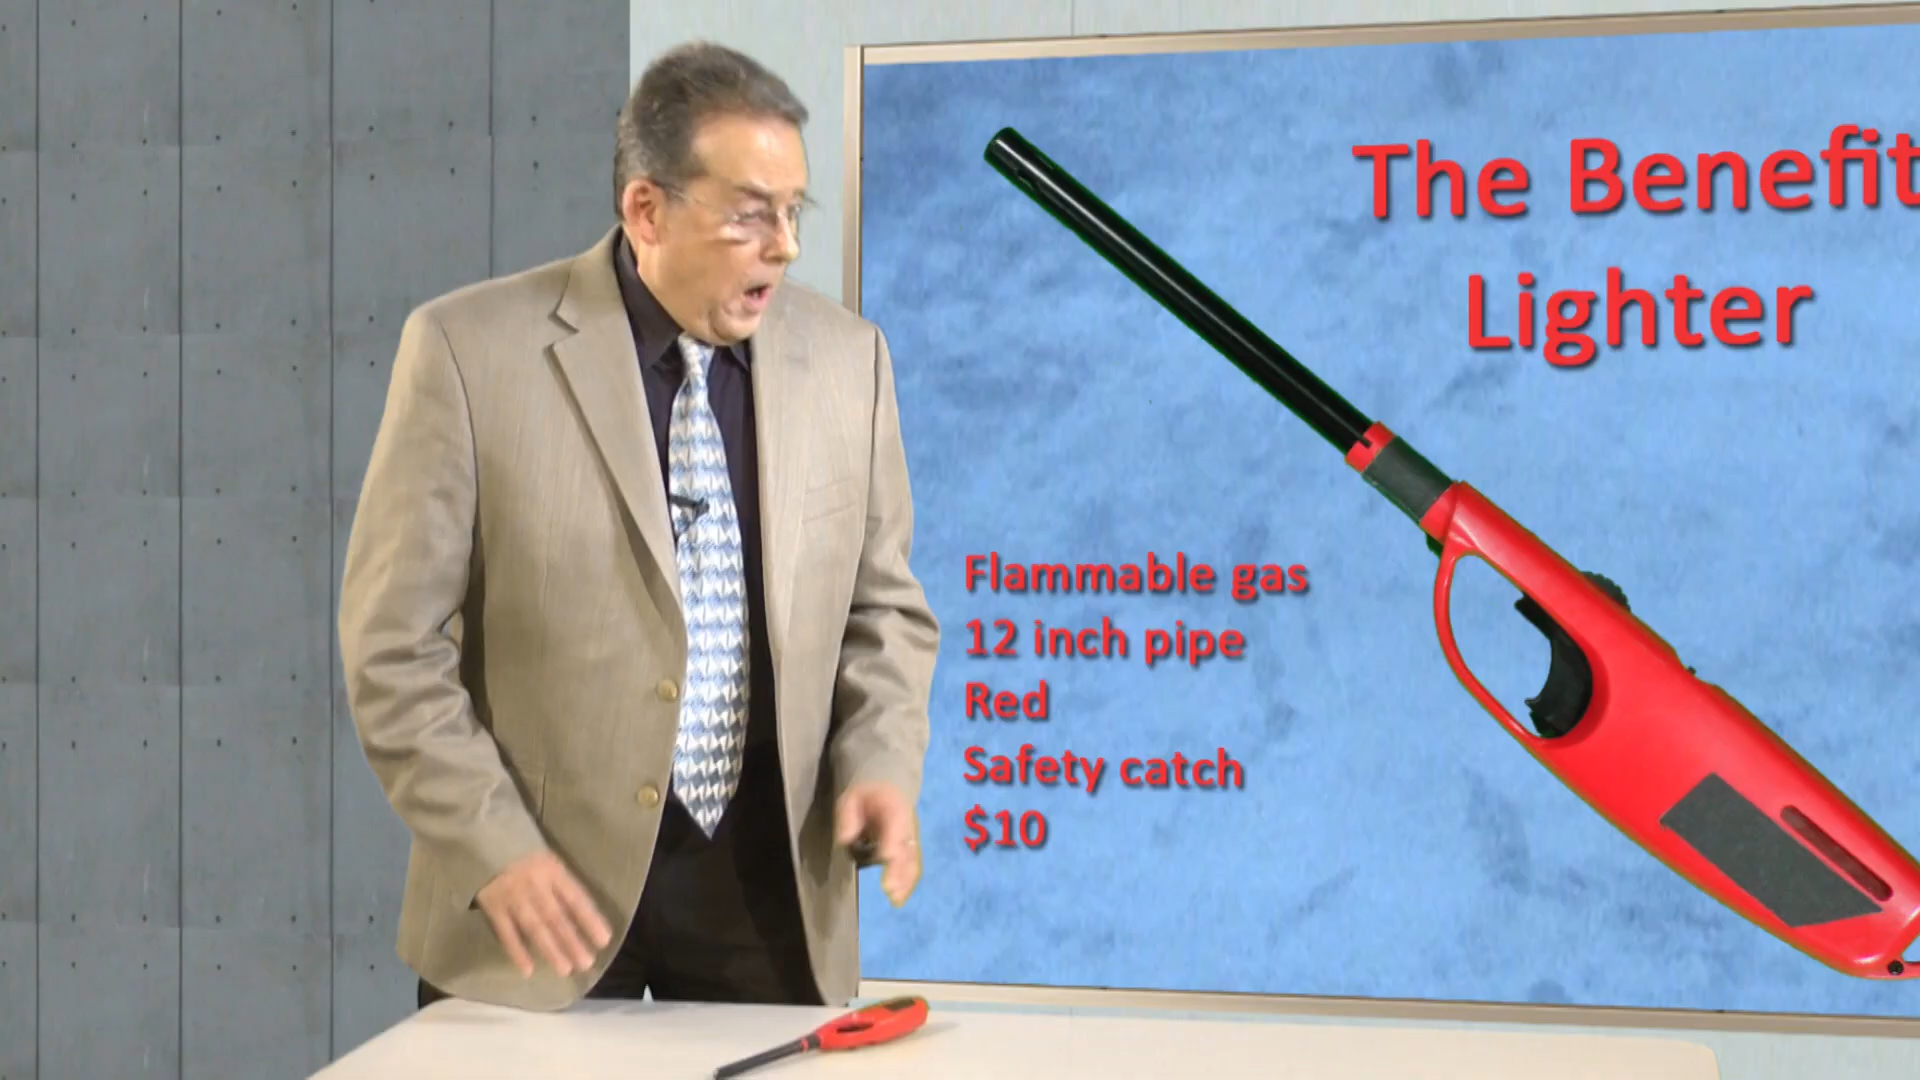 The Benefit
Lighter
Flammable gas
12 inch pipe
Red
Safety catch
$10